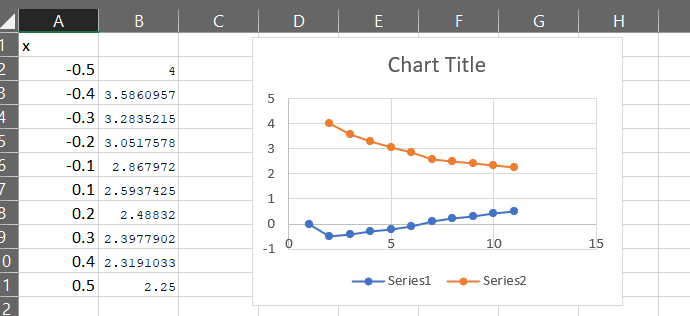 A B C D E F G H
1 x
2 -0.5 4
3 -0.4 3.5860957
4 -0.3 3.2835215
5 -0.2 3.0517578
6 -0.1 2.867972
7 0.1 2.5937425
8 0.2 2.48832
9 0.3 2.3977902
0 0.4 2.3191033
1 0.5 2.25
2
Chart Title
5
4
3
2
1
0
-1
0 5 10 15
Series1 Series2